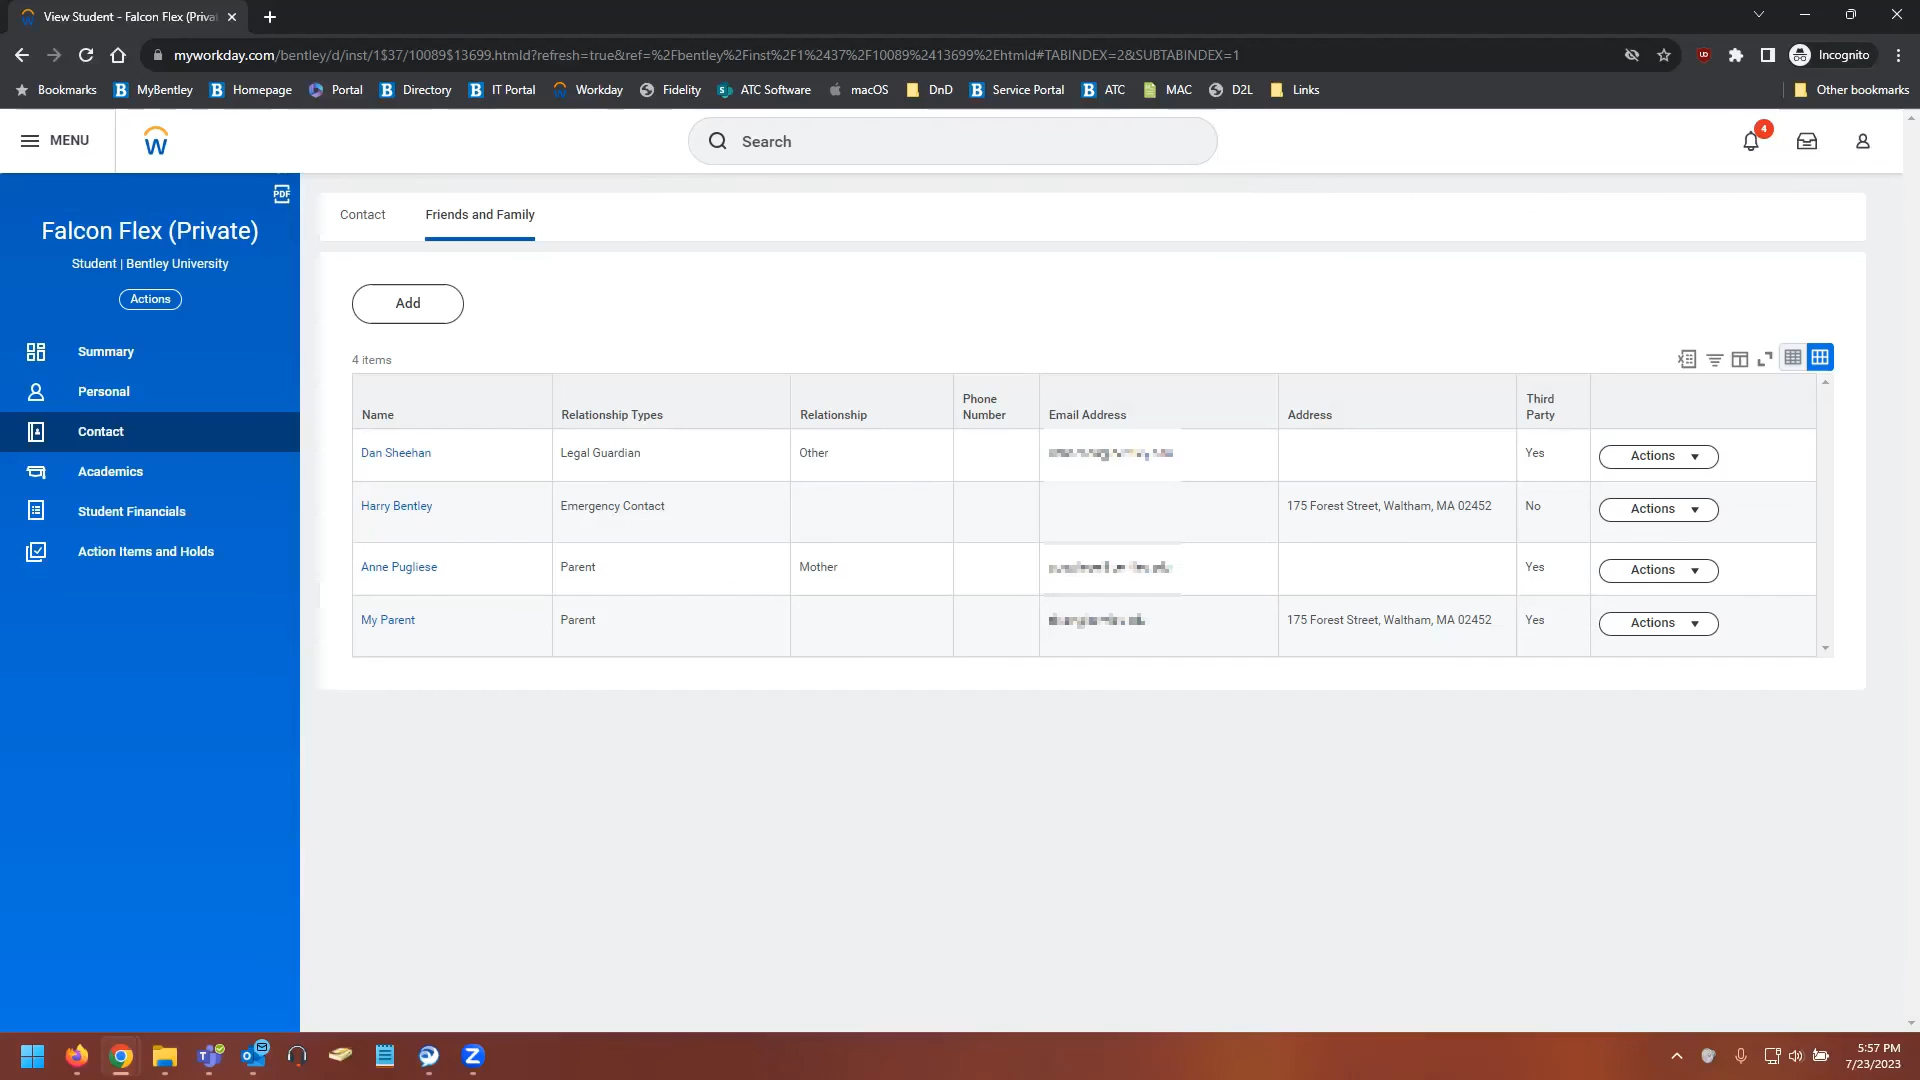 View Student - Falcon Flex (Priva
myworkday.com/bentley/d/inst/1$37/10089$13699.htmld?refresh=true&ref=%2Fbentley%2Finst%2F1%2437%2F10089%2413699%2Ehtmld#TABINDEX=2&SUBTABINDEX=1
Incognito
Bookmarks MyBentley Homepage Portal Directory IT Portal Workday Fidelity ATC Software macOS DnD Service Portal ATC MAC D2L Links Other bookmarks
MENU
Search
4
PDF
Falcon Flex (Private)
Student | Bentley University
Actions
Summary
Personal
Contact
Academics
Student Financials
Action Items and Holds
Contact Friends and Family
Add
4 items
Name Relationship Types Relationship Phone Number Email Address Address Third Party
Dan Sheehan Legal Guardian Other Yes Actions
Harry Bentley Emergency Contact 175 Forest Street, Waltham, MA 02452 No Actions
Anne Pugliese Parent Mother Yes Actions
My Parent Parent 175 Forest Street, Waltham, MA 02452 Yes Actions
5:57 PM
7/23/2023